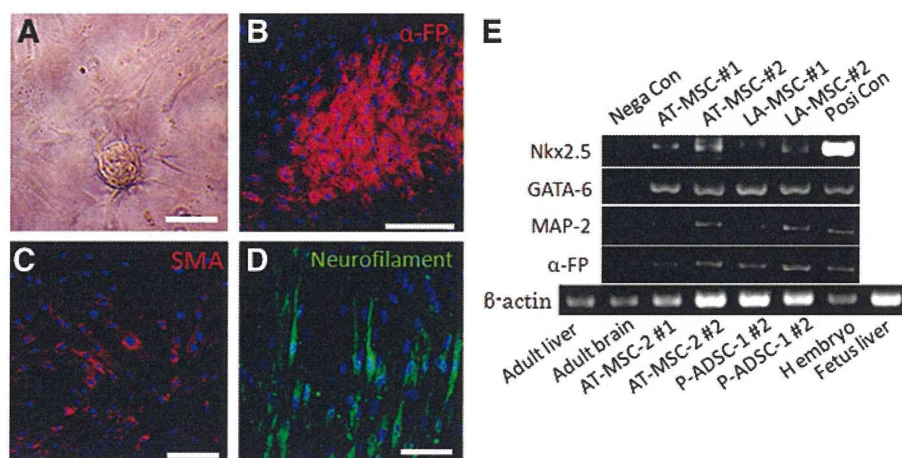 A
B
α-FP
C
SMA
D
Neurofilament
E
Nega Con
AT-MSC-#1
AT-MSC-#2
LA-MSC-#1
LA-MSC-#2
Posi Con
Nkx2.5
GATA-6
MAP-2
α-FP
β-actin
Adult liver
Adult brain
AT-MSC-2 #1
AT-MSC-2 #2
P-ADSC-1 #2
P-ADSC-1 #2
H embryo
Fetus liver